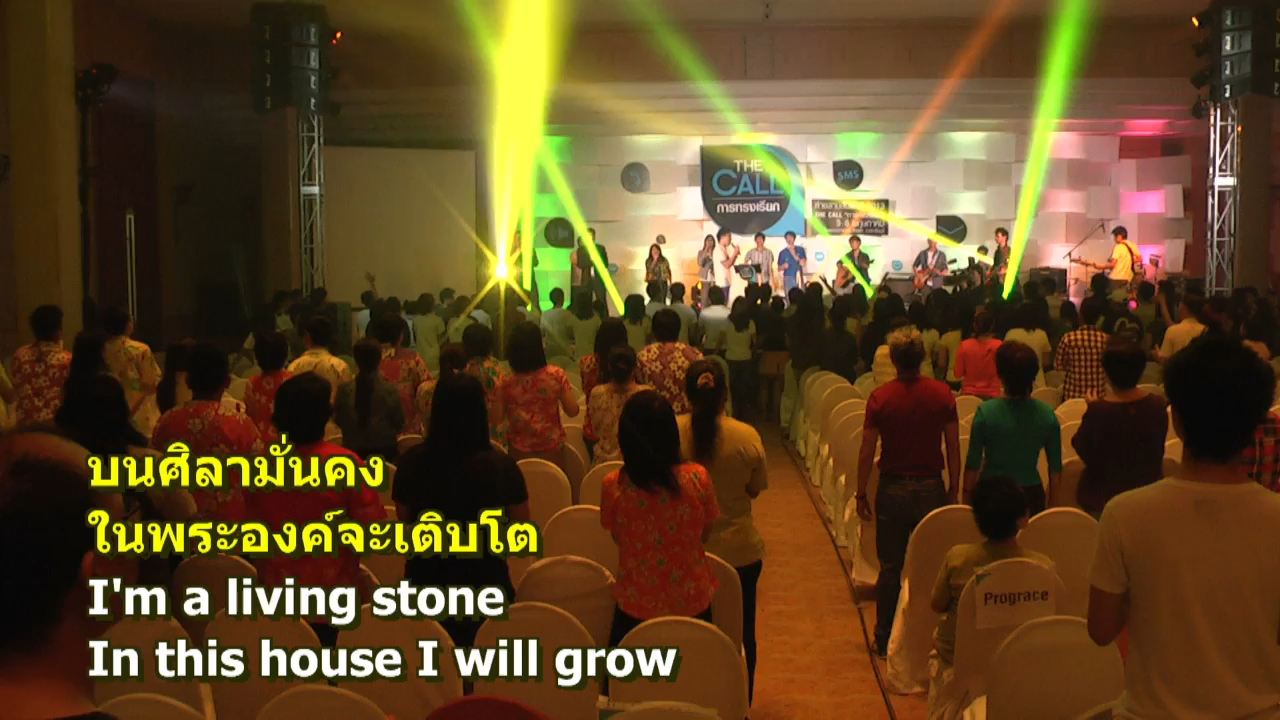 THE
CALL
การทรงเรียก
SMS
THE CALL
บนศิลามั่นคง
ในพระองค์จะเติบโต
I'm a living stone
In this house I will grow
Prograce